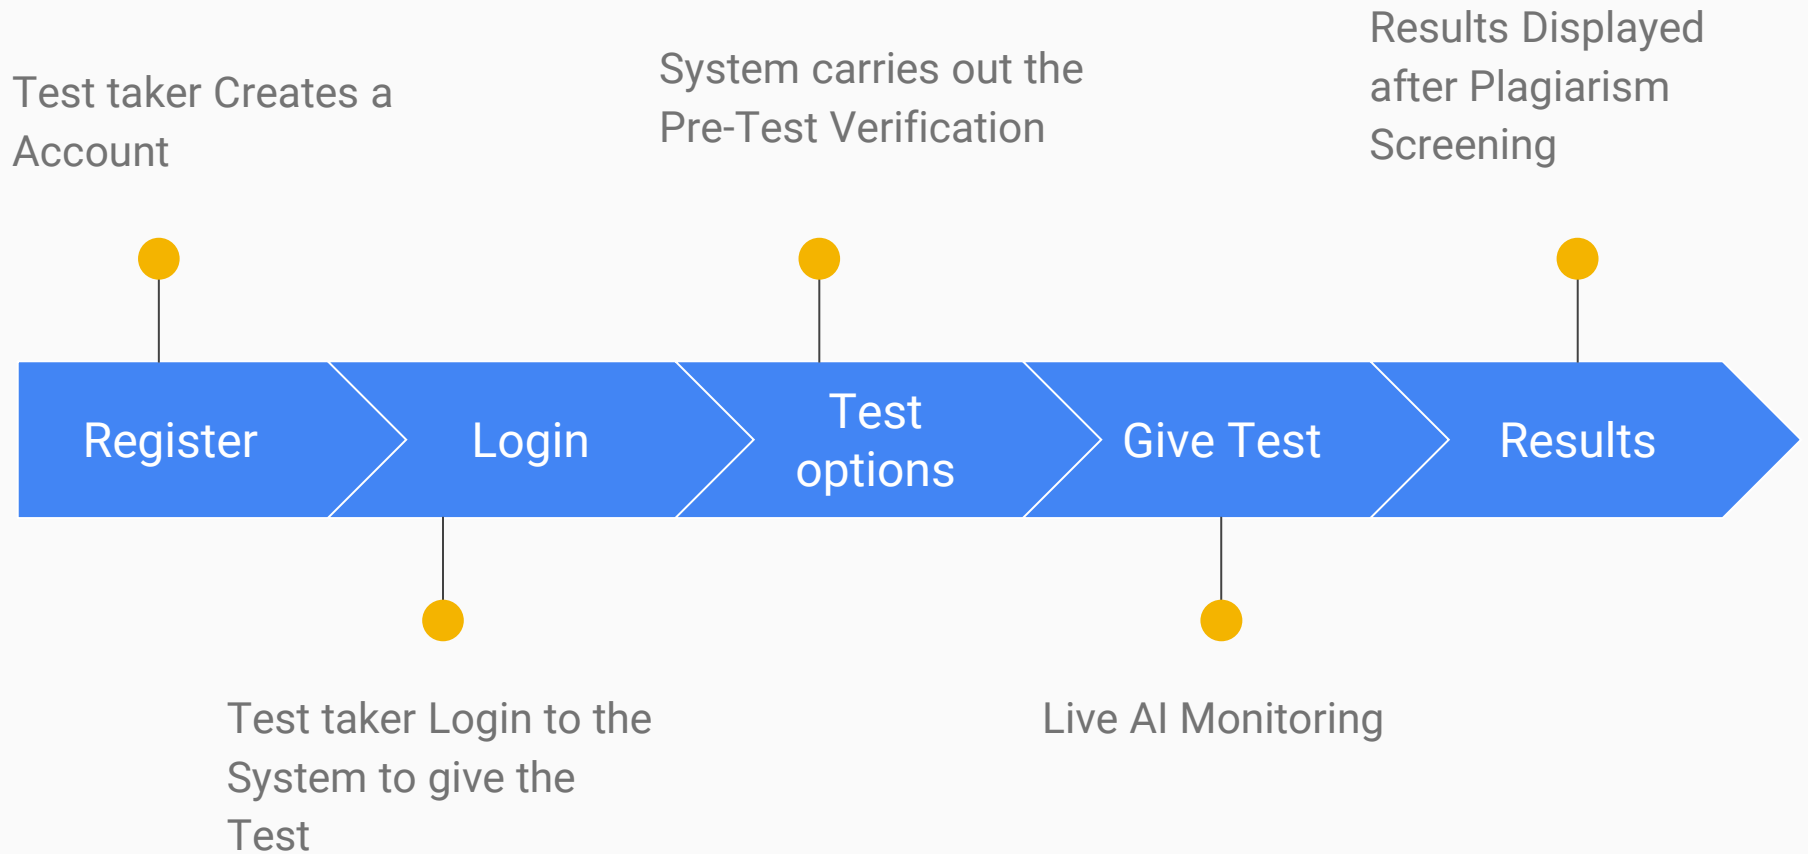 Test taker Creates a
Account
System carries out the
Pre-Test Verification
Results Displayed
after Plagiarism
Screening
Register
Login
Test
options
Give Test
Results
Test taker Login to the
System to give the
Test
Live AI Monitoring